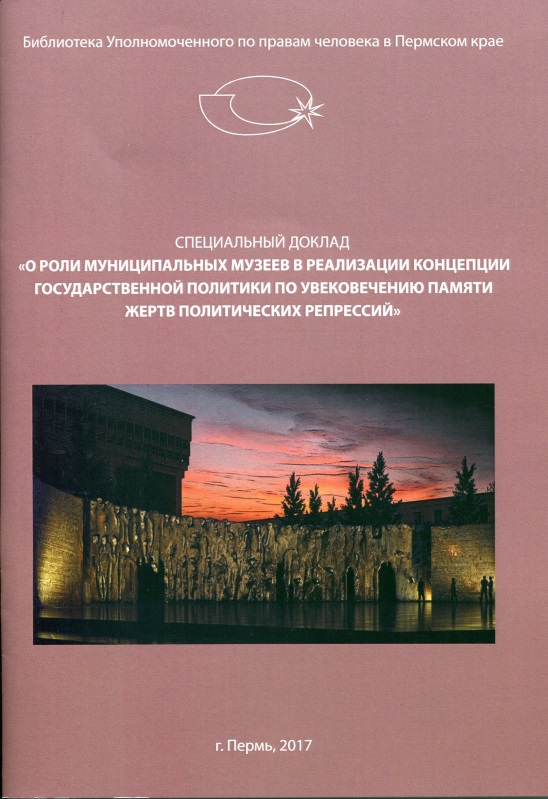 Библиотека Уполномоченного по правам человека в Пермском крае
СПЕЦИАЛЬНЫЙ ДОКЛАД
«О РОЛИ МУНИЦИПАЛЬНЫХ МУЗЕЕВ В РЕАЛИЗАЦИИ КОНЦЕПЦИИ
ГОСУДАРСТВЕННОЙ ПОЛИТИКИ ПО УВЕКОВЕЧЕНИЮ ПАМЯТИ
ЖЕРТВ ПОЛИТИЧЕСКИХ РЕПРЕССИЙ»
г. Пермь, 2017